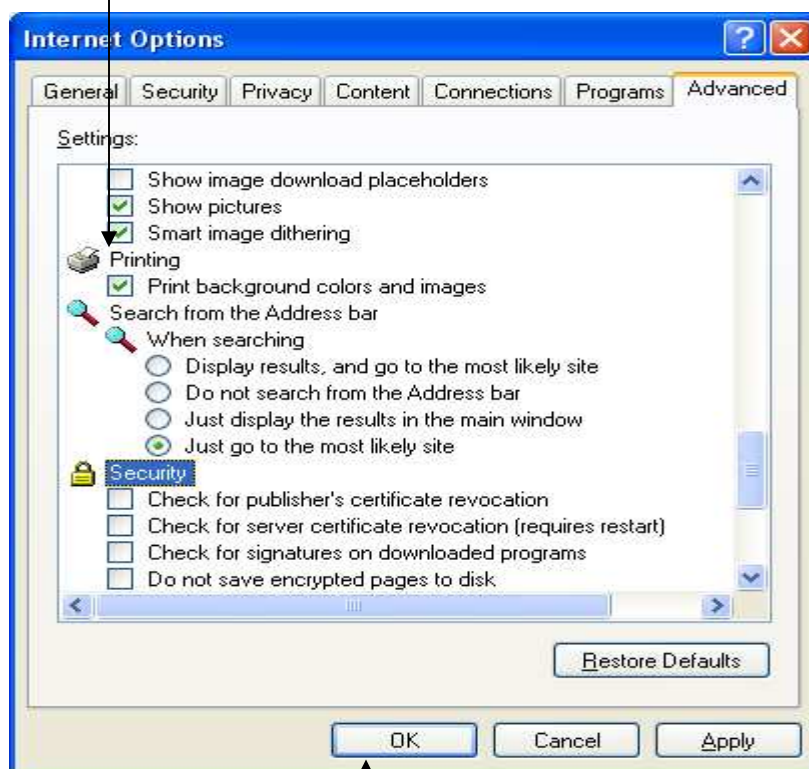 Internet Options
General Security Privacy Content Connections Programs Advanced
Settings:
Show image download placeholders
Show pictures
Smart image dithering
Printing
Print background colors and images
Search from the Address bar
When searching
Display results, and go to the most likely site
Do not search from the Address bar
Just display the results in the main window
Just go to the most likely site
Security
Check for publisher's certificate revocation
Check for server certificate revocation (requires restart)
Check for signatures on downloaded programs
Do not save encrypted pages to disk
Restore Defaults
OK Cancel Apply